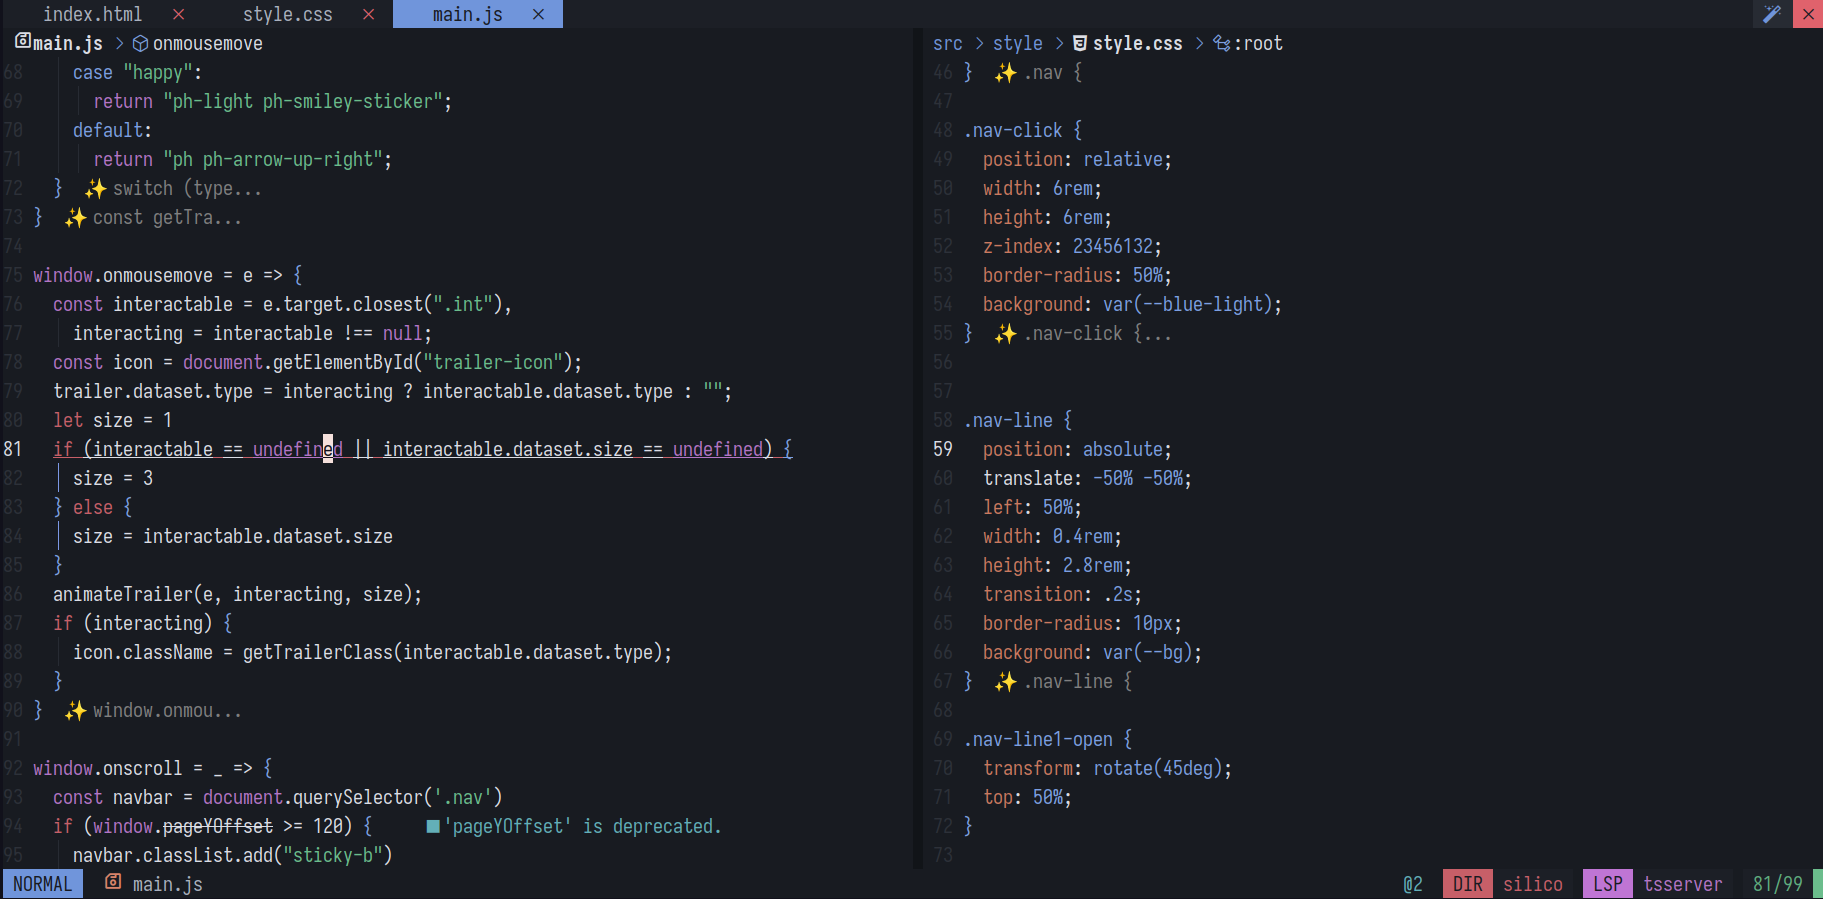 index.html ✕ style.css ✕ main.js ✕ ✕
main.js > onmousemove
68 case "happy":
69 return "ph-light ph-smiley-sticker";
70 default:
71 return "ph ph-arrow-up-right";
72 } ✨ switch (type...
73 } ✨ const getTra...
74
75 window.onmousemove = e => {
76 const interactable = e.target.closest(".int"),
77 interacting = interactable !== null;
78 const icon = document.getElementById("trailer-icon");
79 trailer.dataset.type = interacting ? interactable.dataset.type : "";
80 let size = 1
81 if (interactable == undefined || interactable.dataset.size == undefined) {
82 size = 3
83 } else {
84 size = interactable.dataset.size
85 }
86 animateTrailer(e, interacting, size);
87 if (interacting) {
88 icon.className = getTrailerClass(interactable.dataset.type);
89 }
90 } ✨ window.onmou...
91
92 window.onscroll = _ => {
93 const navbar = document.querySelector('.nav')
94 if (window.pageYOffset >= 120) { ■'pageYOffset' is deprecated.
95 navbar.classList.add("sticky-b")
src > style > style.css > :root
46 } ✨ .nav {
47
48 .nav-click {
49 position: relative;
50 width: 6rem;
51 height: 6rem;
52 z-index: 23456132;
53 border-radius: 50%;
54 background: var(--blue-light);
55 } ✨ .nav-click {...
56
57
58 .nav-line {
59 position: absolute;
60 translate: -50% -50%;
61 left: 50%;
62 width: 0.4rem;
63 height: 2.8rem;
64 transition: .2s;
65 border-radius: 10px;
66 background: var(--bg);
67 } ✨ .nav-line {
68
69 .nav-line1-open {
70 transform: rotate(45deg);
71 top: 50%;
72 }
73
NORMAL main.js @2 DIR silico LSP tsserver 81/99